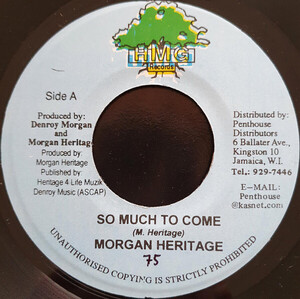 HMG
Records
Side A
Produced by:
Denroy Morgan
and
Morgan Heritage
Produced by:
Morgan Heritage
Published by
Heritage 4 Life Muzik
Denroy Music (ASCAP)
Distributed by:
Penthouse
Distributors
6 Ballater Ave.,
Kingston 10
Jamaica, W.I.
Tel,: 929-7446
E-MAIL:
Penthouse
@kasnet.com
SO MUCH TO COME
(M. Heritage)
MORGAN HERITAGE
75
UNAUTHORISED COPYING IS STRICTLY PROHIBITED